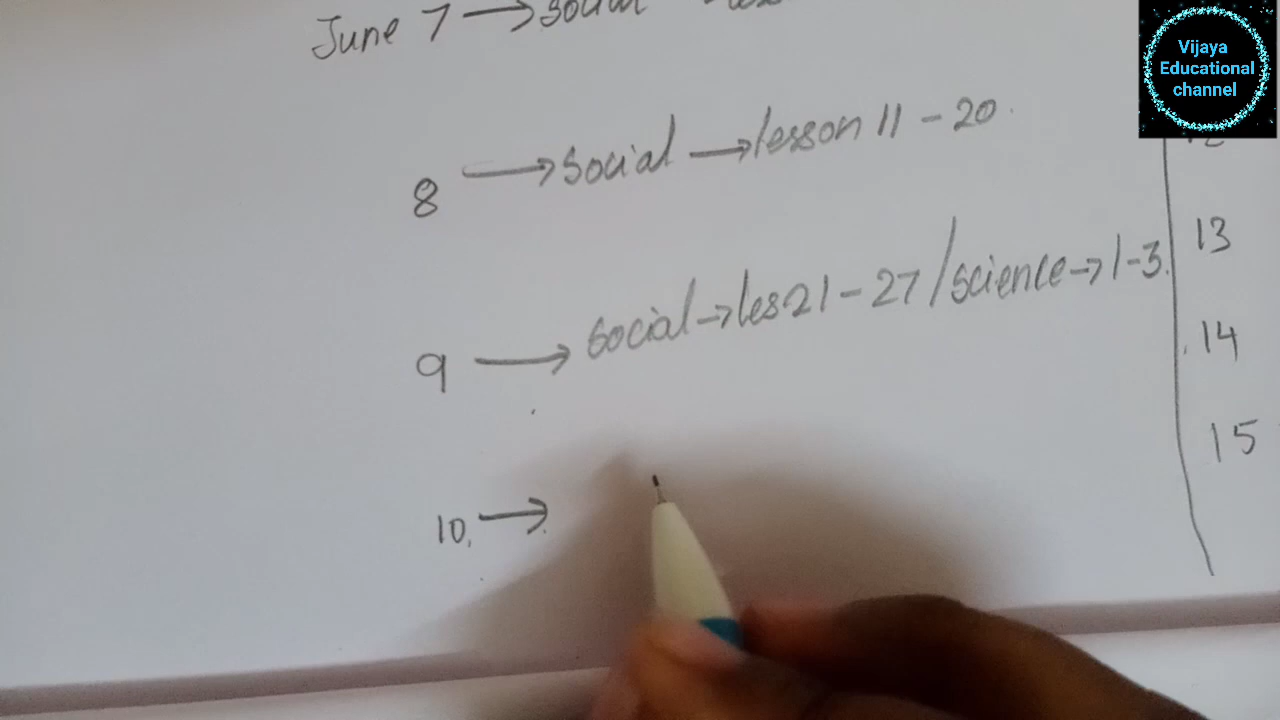 June 7 → Social
8 → Social → lesson 11 - 20.
9 → Social → les 21 - 27 / Science → 1-3.
10. →
13
14
15
Vijaya
Educational
channel